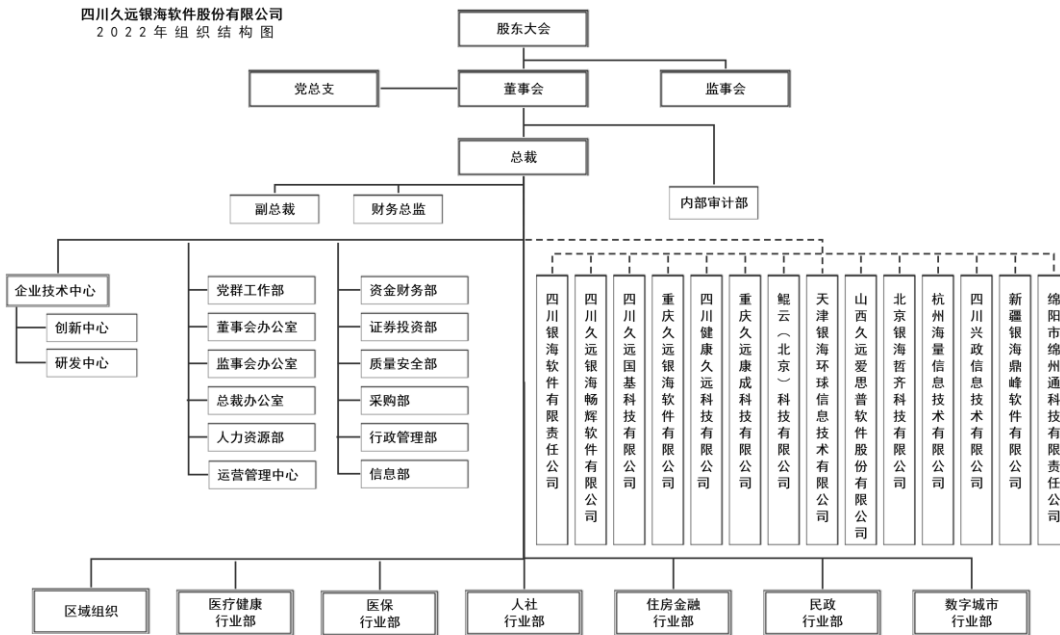 四川久远银海软件股份有限公司
2022年组织结构图
股东大会
党总支
董事会
监事会
总裁
副总裁
财务总监
内部审计部
企业技术中心
创新中心
研发中心
党群工作部
董事会办公室
监事会办公室
总裁办公室
人力资源部
运营管理中心
资金财务部
证券投资部
质量安全部
采购部
行政管理部
信息部
四川银海软件有限责任公司
四川久远银海畅辉软件有限公司
四川久远国基科技有限公司
重庆久远银海软件有限公司
四川健康久远科技有限公司
重庆久远康成科技有限公司
鲲云（北京）科技有限公司
天津银海环球信息技术有限公司
山西久远爱思普软件股份有限公司
北京银海哲齐科技有限公司
杭州海量信息技术有限公司
四川兴政信息技术有限公司
新疆银海鼎峰软件有限公司
绵阳市绵州通科技有限责任公司
区域组织
医疗健康
行业部
医保
行业部
人社
行业部
住房金融
行业部
民政
行业部
数字城市
行业部